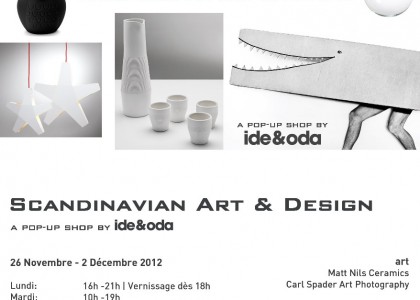 A POP-UP SHOP BY
ide&oda
SCANDINAVIAN ART & DESIGN
A POP-UP SHOP BY ide&oda
26 Novembre - 2 Décembre 2012
art
Matt Nils Ceramics
Lundi: 16h -21h | Vernissage dès 18h
Carl Spader Art Photography
Mardi: 10h -19h